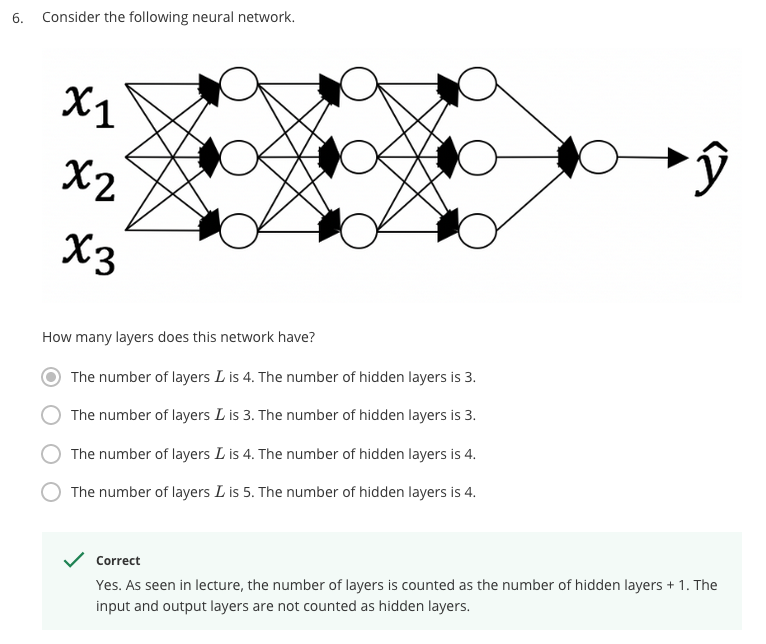 6. Consider the following neural network.
x₁
x₂
x₃
ŷ
How many layers does this network have?
The number of layers L is 4. The number of hidden layers is 3.
The number of layers L is 3. The number of hidden layers is 3.
The number of layers L is 4. The number of hidden layers is 4.
The number of layers L is 5. The number of hidden layers is 4.
Correct
Yes. As seen in lecture, the number of layers is counted as the number of hidden layers + 1. The
input and output layers are not counted as hidden layers.